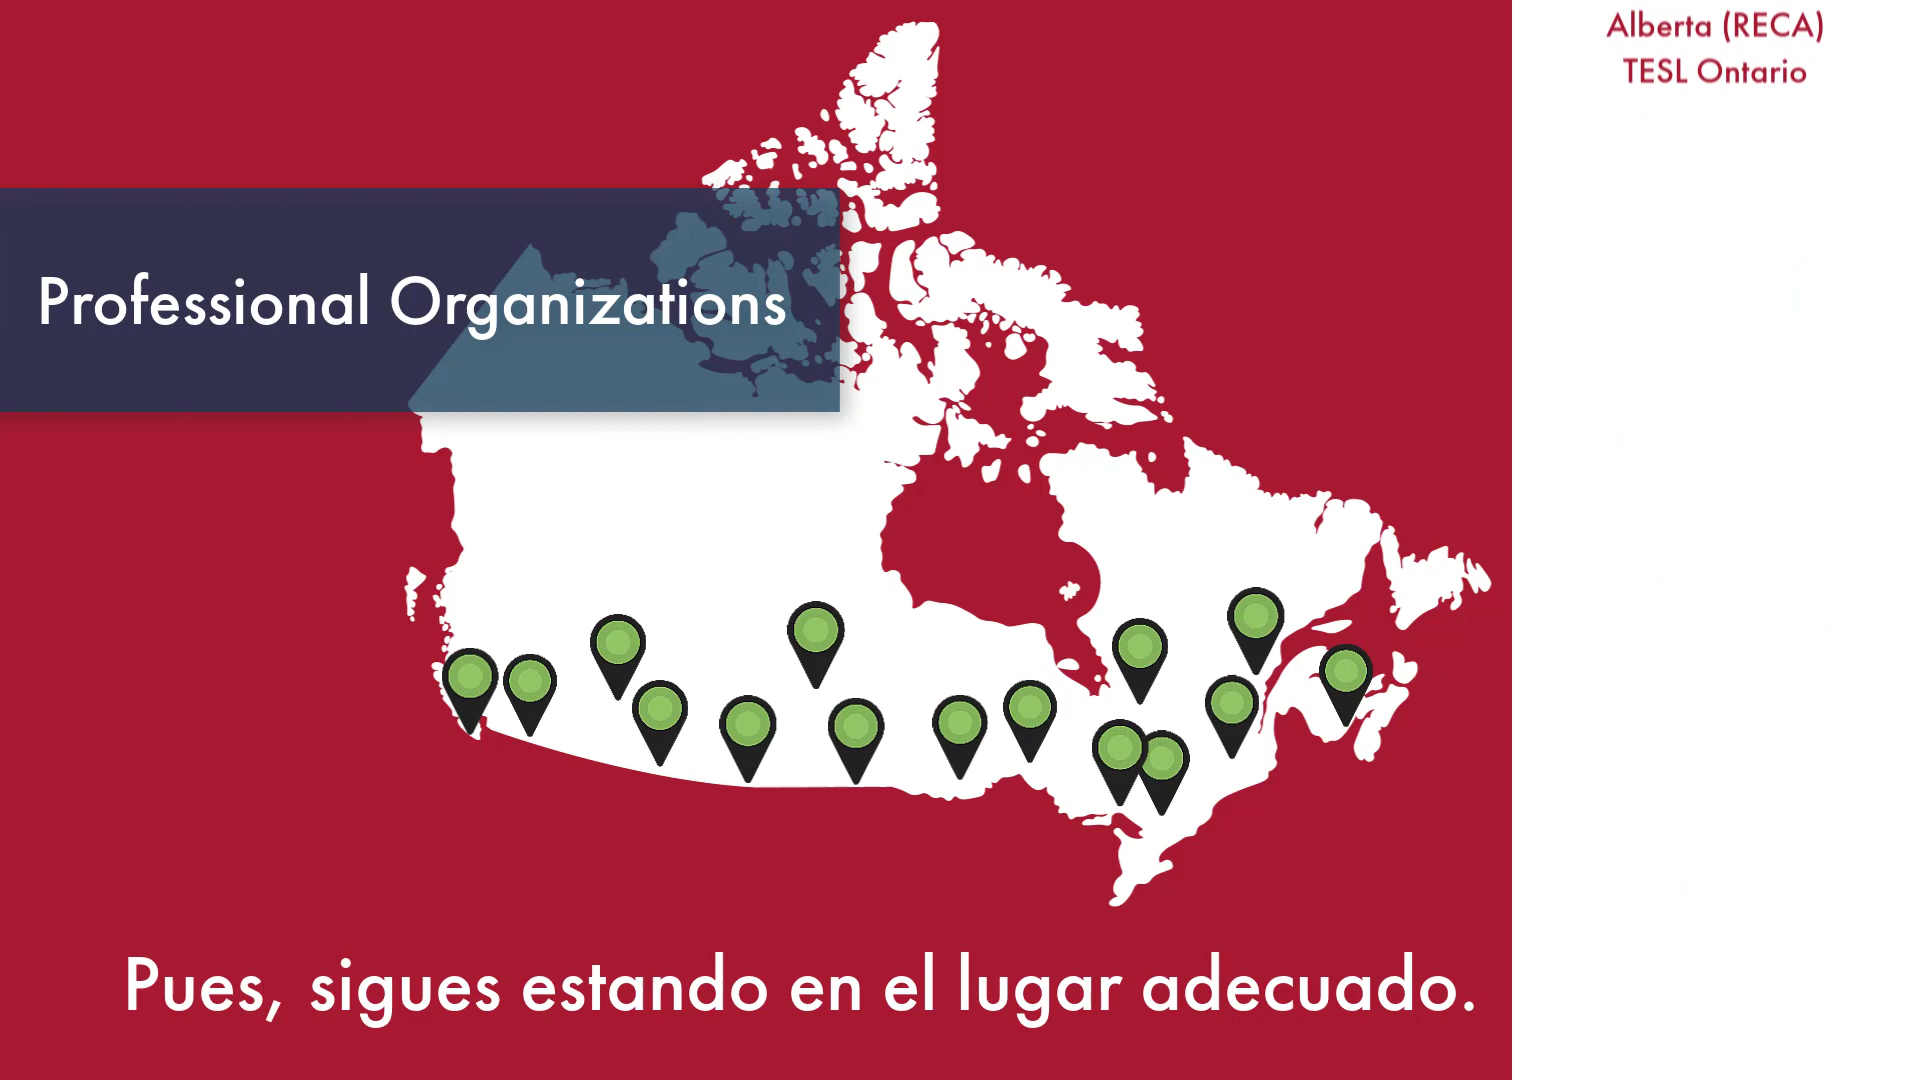 Professional Organizations
Alberta (RECA)
TESL Ontario
Pues, sigues estando en el lugar adecuado.